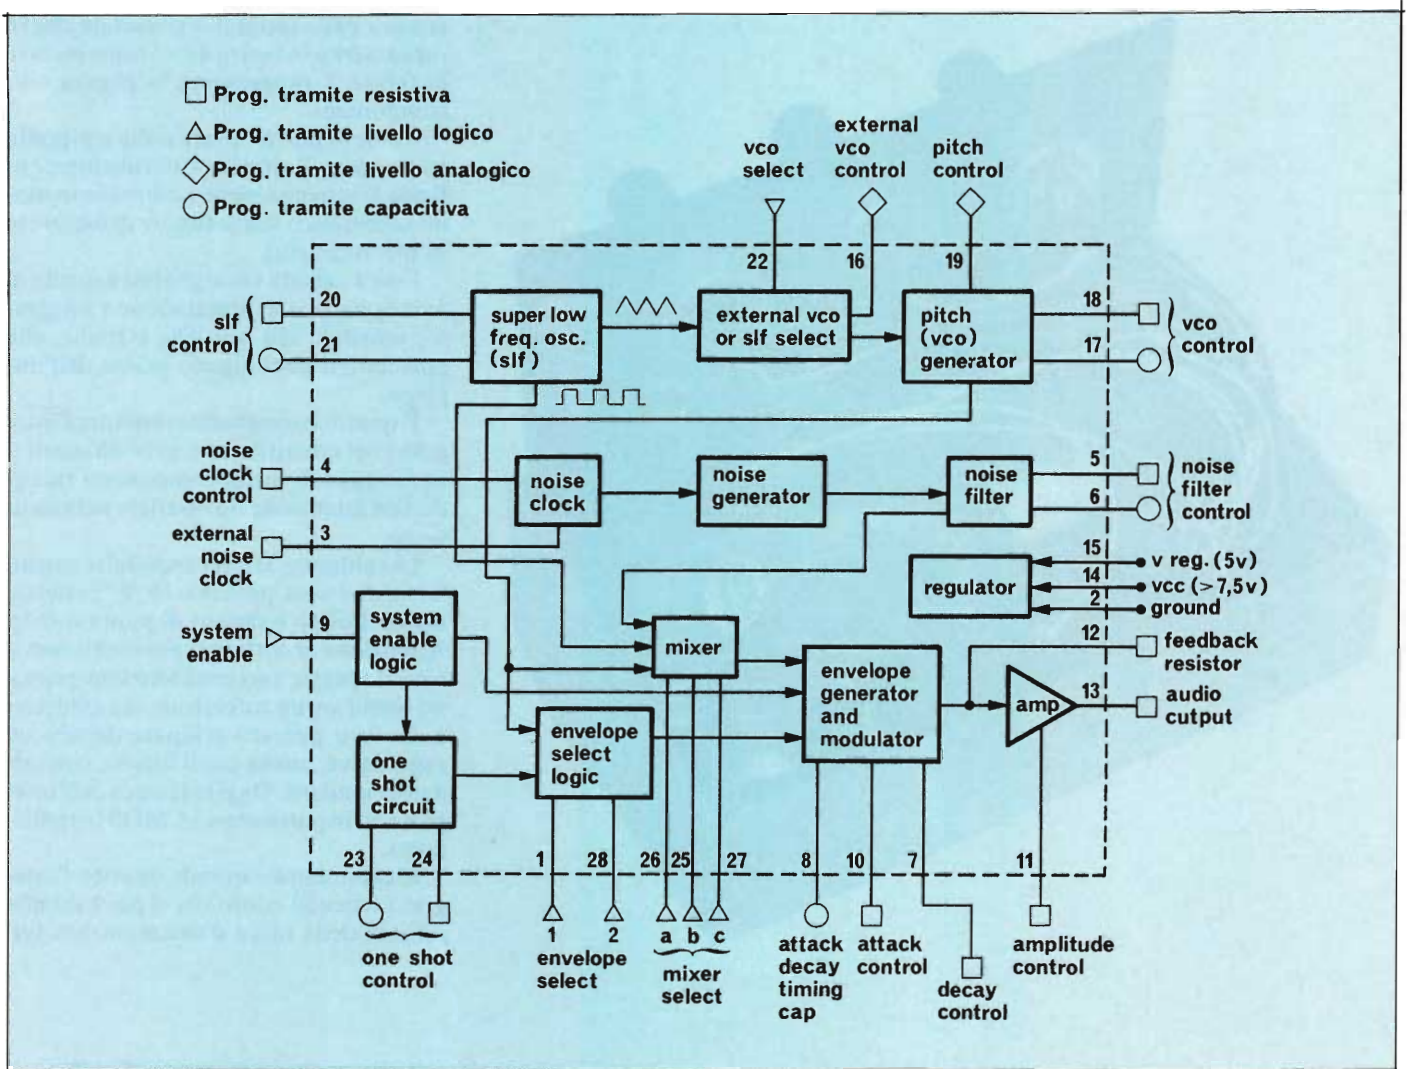 Prog. tramite resistiva
Prog. tramite livello logico
Prog. tramite livello analogico
Prog. tramite capacitiva
vco
select
external
vco
control
pitch
control
22
16
19
20
21
slf
control
super low
freq. osc.
(slf)
external vco
or slf select
pitch
(vco)
generator
18
17
vco
control
noise
clock
control
4
external
noise
clock
3
noise
clock
noise
generator
noise
filter
5
6
noise
filter
control
15
v reg. (5v)
14
vcc (>7,5v)
2
ground
regulator
system
enable
9
system
enable
logic
mixer
envelope
generator
and
modulator
12
feedback
resistor
amp
13
audio
cutput
one
shot
circuit
envelope
select
logic
23
24
1
28
26
25
27
8
10
7
11
one shot
control
1
2
envelope
select
a
b
c
mixer
select
attack
decay
timing
cap
attack
control
decay
control
amplitude
control